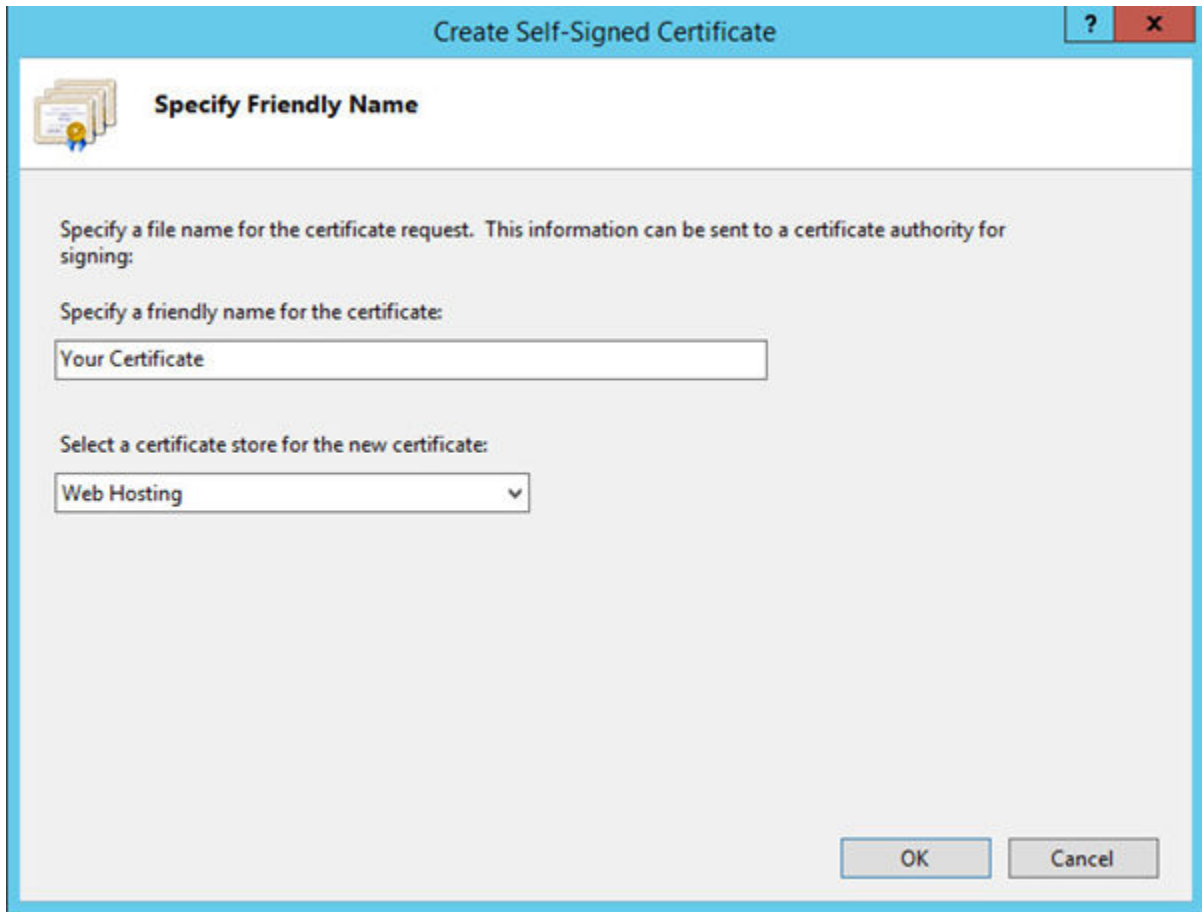 Create Self-Signed Certificate
? x
Specify Friendly Name
Specify a file name for the certificate request.  This information can be sent to a certificate authority for
signing:
Specify a friendly name for the certificate:
Your Certificate
Select a certificate store for the new certificate:
Web Hosting
OK Cancel